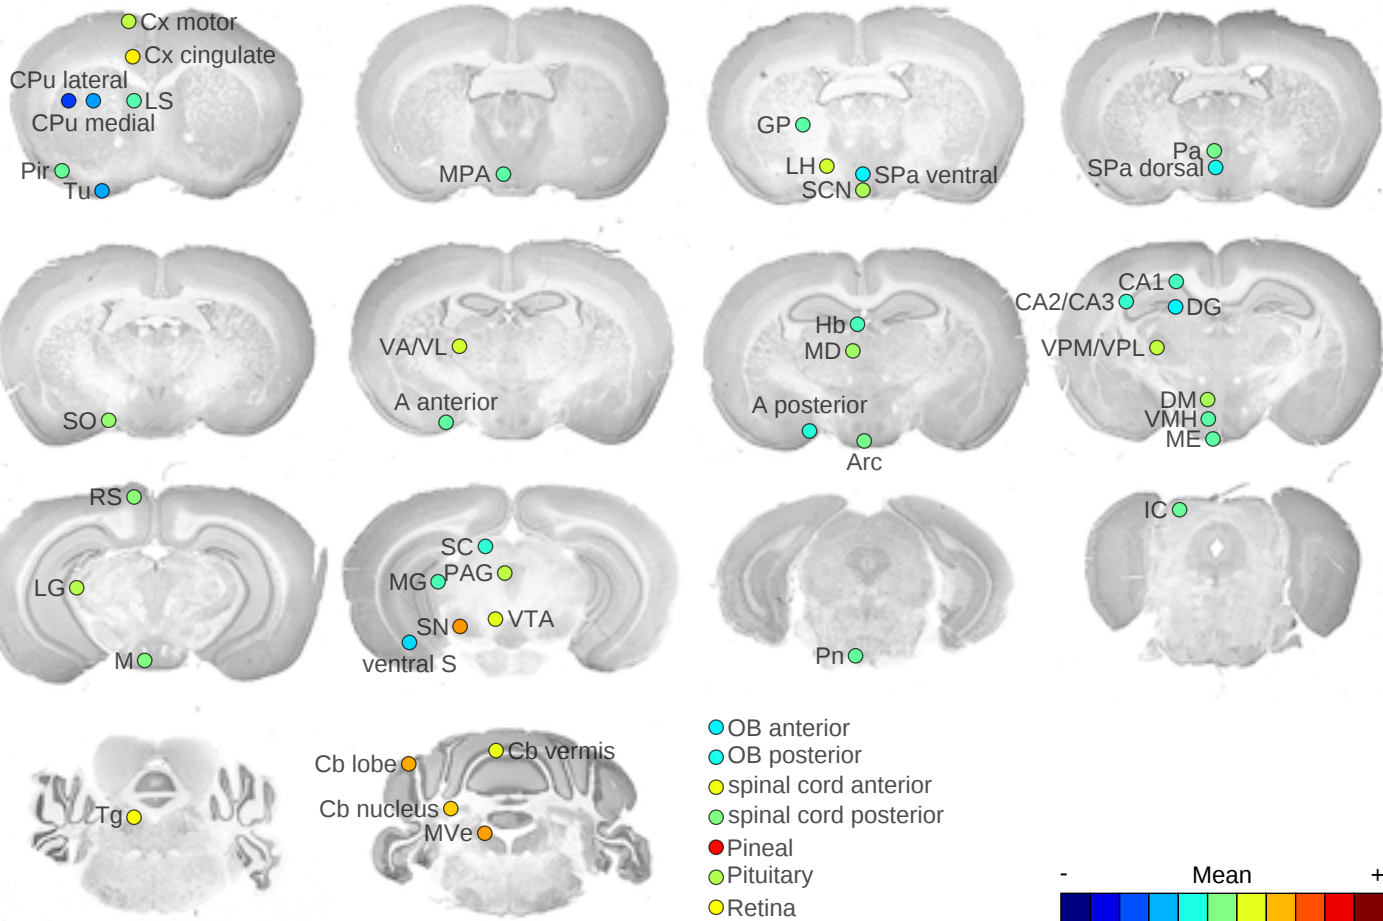 Cx motor
Cx cingulate
CPu lateral
LS
CPu medial
Pir
Tu
MPA
GP
LH
SPa ventral
SCN
Pa
SPa dorsal
SO
VA/VL
A anterior
Hb
MD
A posterior
Arc
CA1
CA2/CA3
DG
VPM/VPL
DM
VMH
ME
RS
LG
M
SC
MG
PAG
SN
VTA
ventral S
Pn
IC
Tg
Cb lobe
Cb vermis
Cb nucleus
MVe
OB anterior
OB posterior
spinal cord anterior
spinal cord posterior
Pineal
Pituitary
Retina
- Mean +